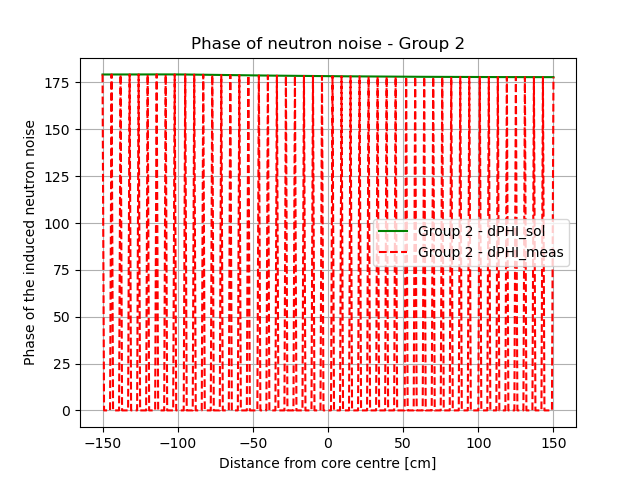 Phase of neutron noise - Group 2
Phase of the induced neutron noise
175
150
125
100
75
50
25
0
Group 2 - dPHI_sol
Group 2 - dPHI_meas
−150 −100 −50 0 50 100 150
Distance from core centre [cm]